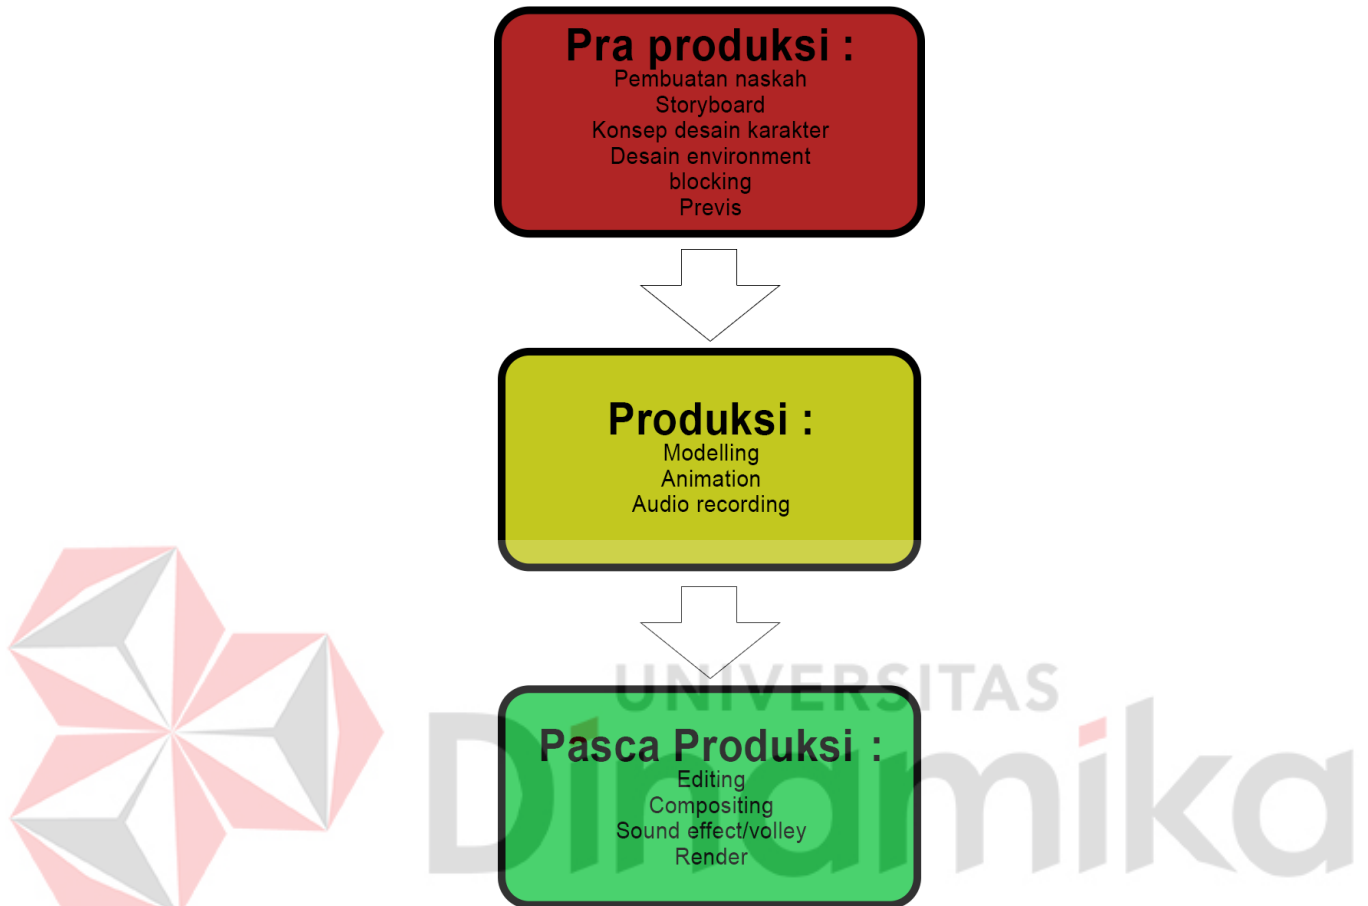 Pra produksi :
Pembuatan naskah
Storyboard
Konsep desain karakter
Desain environment
blocking
Previs
Produksi :
Modelling
Animation
Audio recording
UNIVERSITAS
Dinamika
Pasca Produksi :
Editing
Compositing
Sound effect/volley
Render